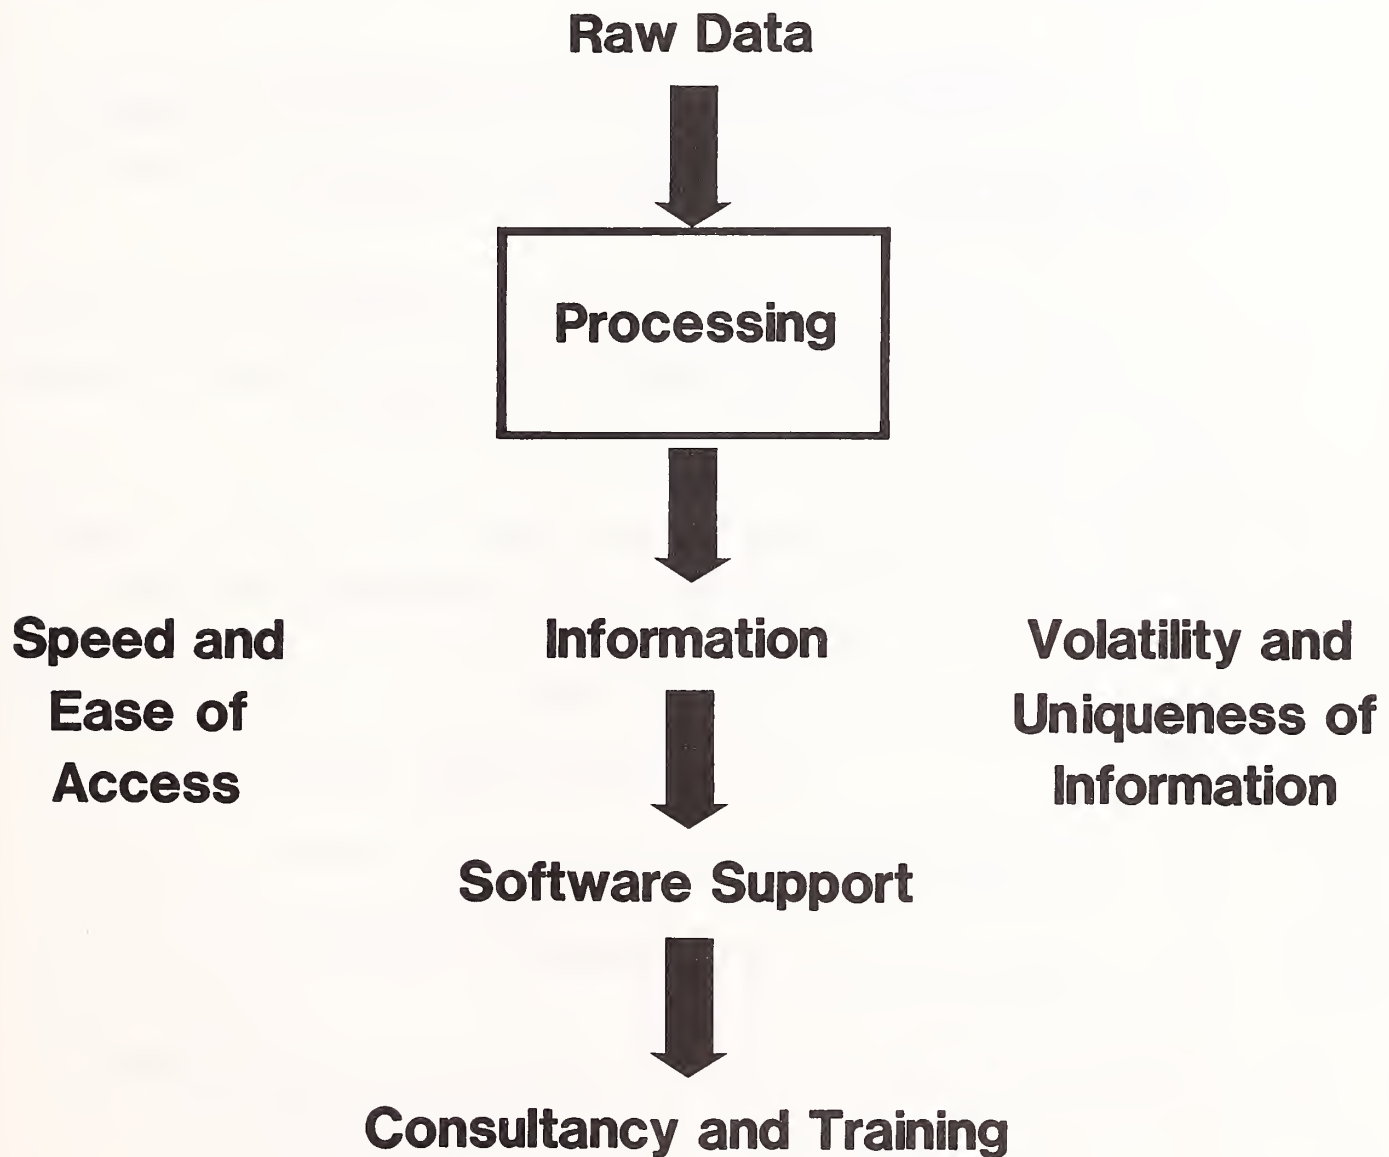 Raw Data
Processing
Speed and
Ease of
Access
Information
Volatility and
Uniqueness of
Information
Software Support
Consultancy and Training